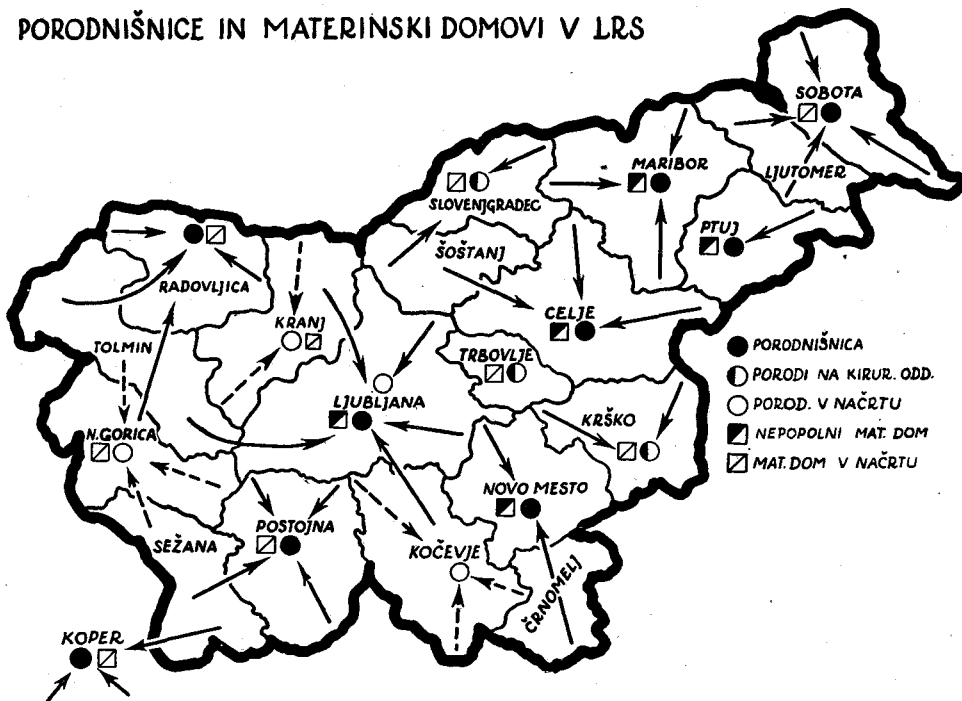 PORODNIŠNICE IN MATERINSKI DOMOVI V LRS
SOBOTA
MARIBOR
LJUTOMER
SLOVENJGRADEC
PTUJ
ŠOŠTANJ
RADOVLJICA
CELJE
KRANJ
TOLMIN
TRBOVLJE
LJUBLJANA
KRŠKO
N. GORICA
NOVO MESTO
POSTOJNA
SEŽANA
KOČEVJE
ČRNOMELJ
KOPER
PORODNIŠNICA
PORODI NA KIRUR. ODD.
POROD. V NAČRTU
NEPOPOLNI MAT. DOM
MAT. DOM V NAČRTU